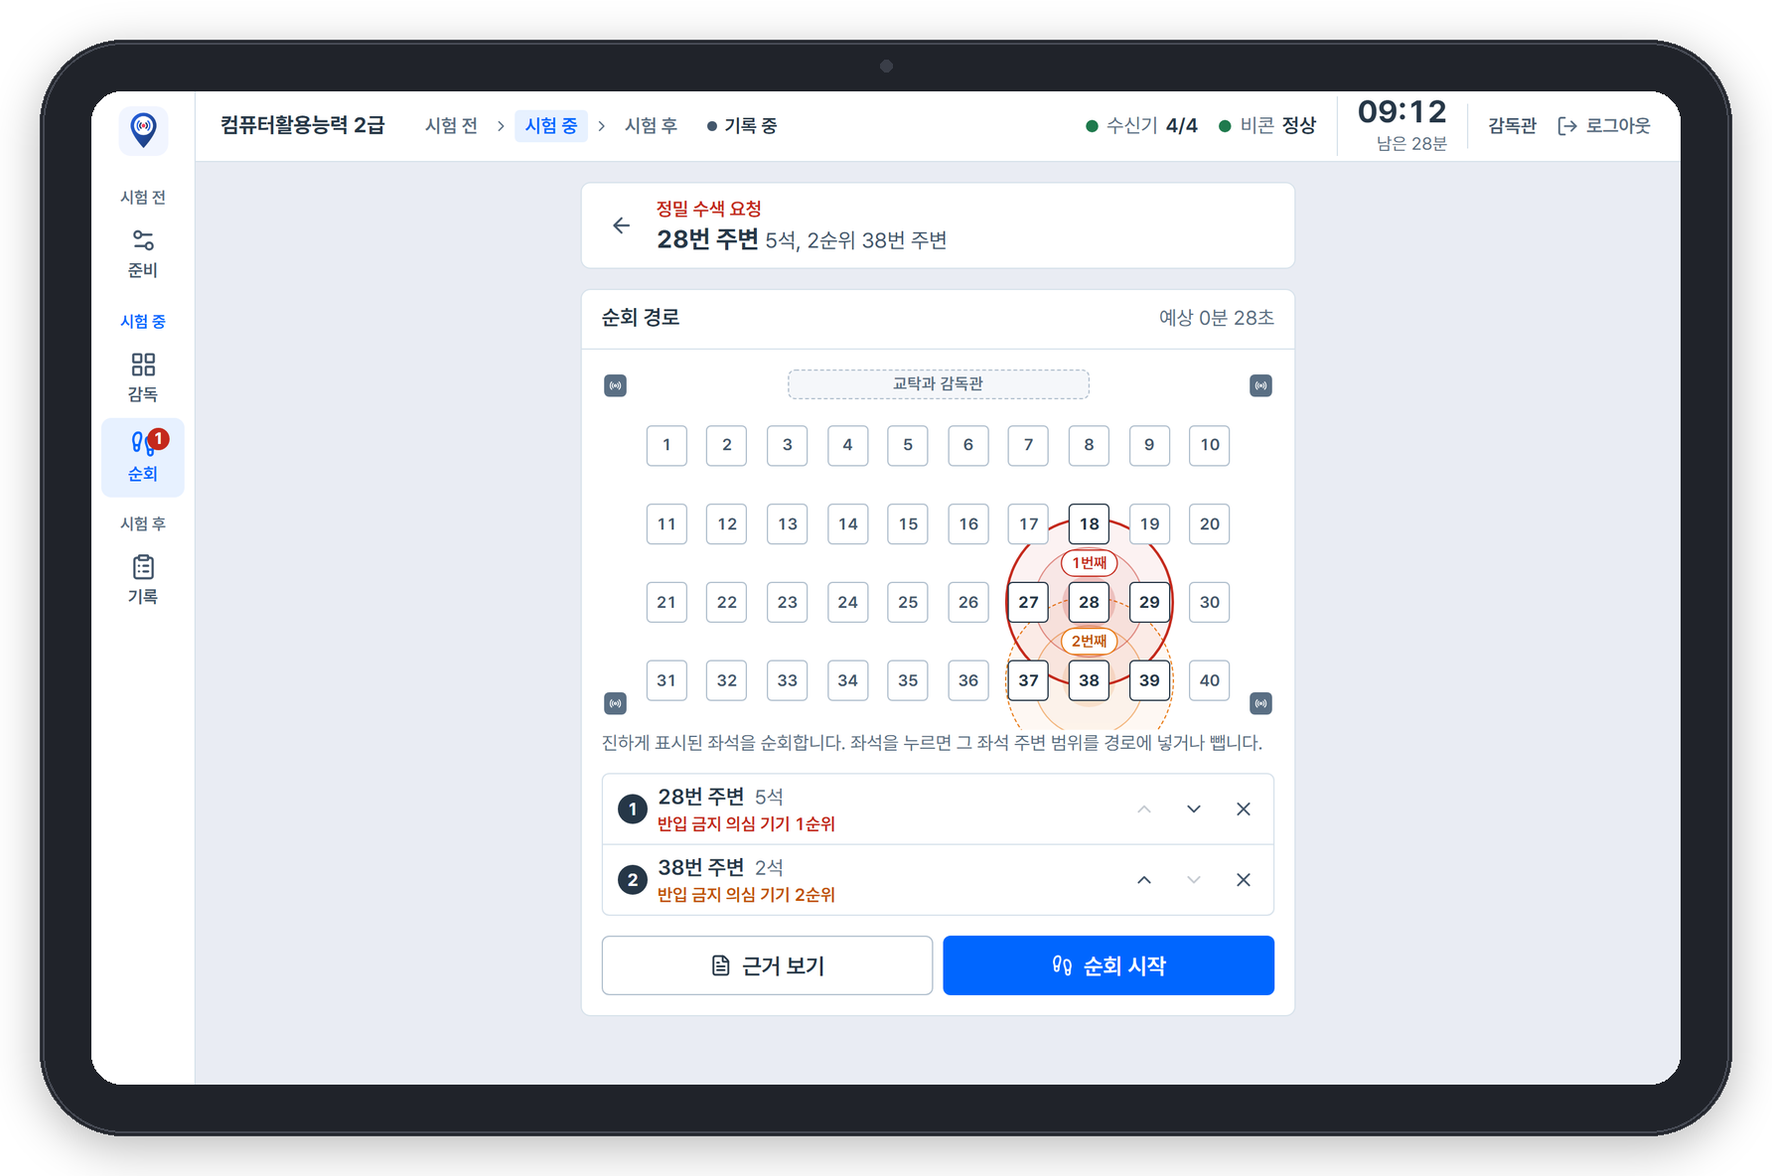 컴퓨터활용능력 2급
시험 전
시험 중
시험 후
기록 중
수신기 4/4
비콘 정상
09:12
남은 28분
감독관
로그아웃
시험 전
준비
시험 중
감독
1
순회
시험 후
기록
정밀 수색 요청
28번 주변 5석, 2순위 38번 주변
순회 경로
예상 0분 28초
교탁과 감독관
1 2 3 4 5 6 7 8 9 10
11 12 13 14 15 16 17 18 19 20
1번째
21 22 23 24 25 26 27 28 29 30
2번째
31 32 33 34 35 36 37 38 39 40
진하게 표시된 좌석을 순회합니다. 좌석을 누르면 그 좌석 주변 범위를 경로에 넣거나 뺍니다.
1 28번 주변 5석
반입 금지 의심 기기 1순위
2 38번 주변 2석
반입 금지 의심 기기 2순위
근거 보기
순회 시작